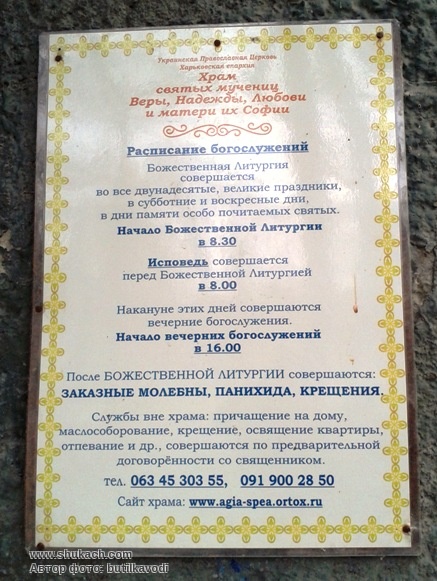 Украинская Православная Церковь
Харьковская епархия
Храм
святых мучениц
Веры, Надежды, Любови
и матери их Софии
Расписание богослужений
Божественная Литургия
совершается
во все двунадесятые, великие праздники,
в субботние и воскресные дни,
в дни памяти особо почитаемых святых.
Начало Божественной Литургии
в 8.30
Исповедь совершается
перед Божественной Литургией
в 8.00
Накануне этих дней совершаются
вечерние богослужения.
Начало вечерних богослужений
в 16.00
После БОЖЕСТВЕННОЙ ЛИТУРГИИ совершаются:
ЗАКАЗНЫЕ МОЛЕБНЫ, ПАНИХИДА, КРЕЩЕНИЯ.
Службы вне храма: причащение на дому,
маслособорование, крещение, освящение квартиры,
отпевание и др., совершаются по предварительной
договорённости со священником.
тел. 063 45 303 55, 091 900 28 50
Сайт храма: www.agia-spea.ortox.ru
www.shukach.com
Автор фото: butilkavodi